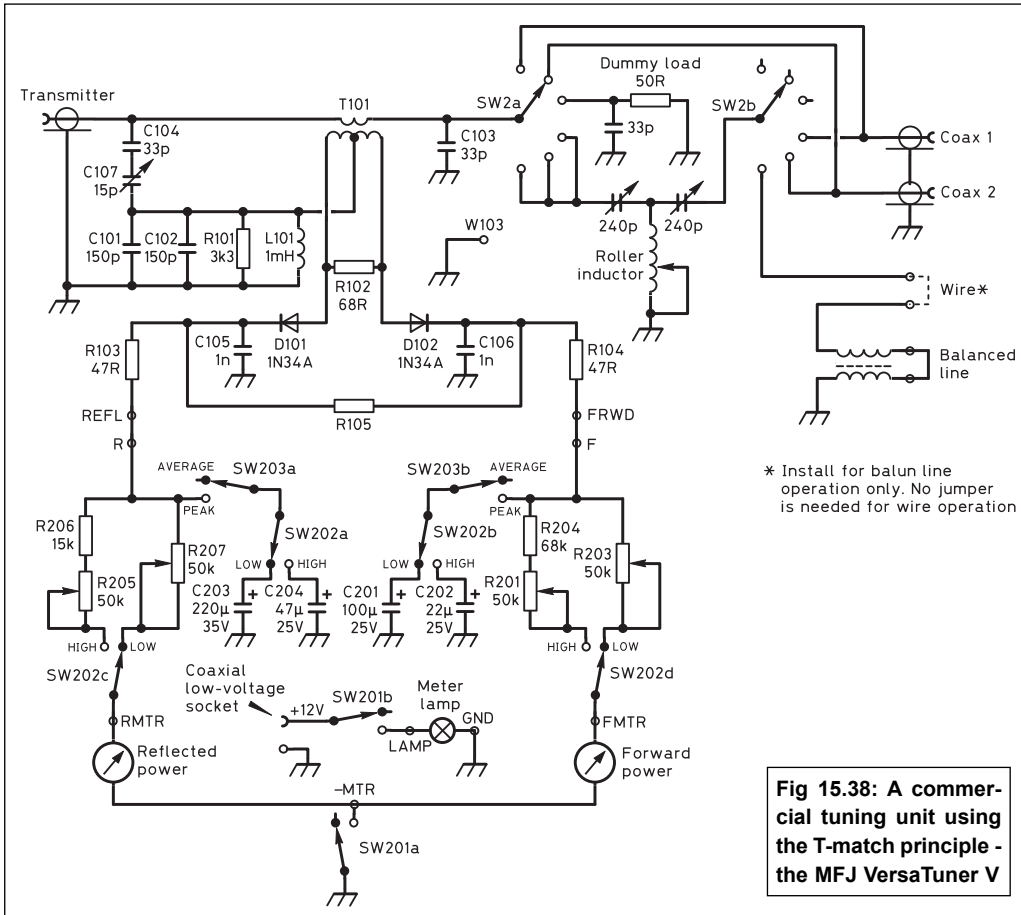 Transmitter
T101
C104
33p
C107
15p
C101
150p
C102
150p
R101
3k3
L101
1mH
C103
33p
SW2a
Dummy load
50R
33p
SW2b
Coax 1
Coax 2
240p
240p
Roller
inductor
W103
R102
68R
Wire*
Balanced
line
R103
47R
C105
1n
D101
1N34A
D102
1N34A
C106
1n
R104
47R
R105
REFL
R
FRWD
F
AVERAGE
SW203a
PEAK
SW203b
AVERAGE
PEAK
* Install for balun line
operation only. No jumper
is needed for wire operation
R206
15k
R207
50k
R205
50k
SW202a
LOW
HIGH
C203
220µ
35V
C204
47µ
25V
SW202b
LOW
HIGH
C201
100µ
25V
C202
22µ
25V
R204
68k
R203
50k
R201
50k
HIGH
LOW
SW202c
HIGH
LOW
SW202d
Coaxial
low-voltage
socket
+12V
SW201b
Meter
lamp
GND
LAMP
RMTR
Reflected
power
FMTR
Forward
power
–MTR
SW201a
Fig 15.38: A commer-
cial tuning unit using
the T-match principle -
the MFJ VersaTuner V